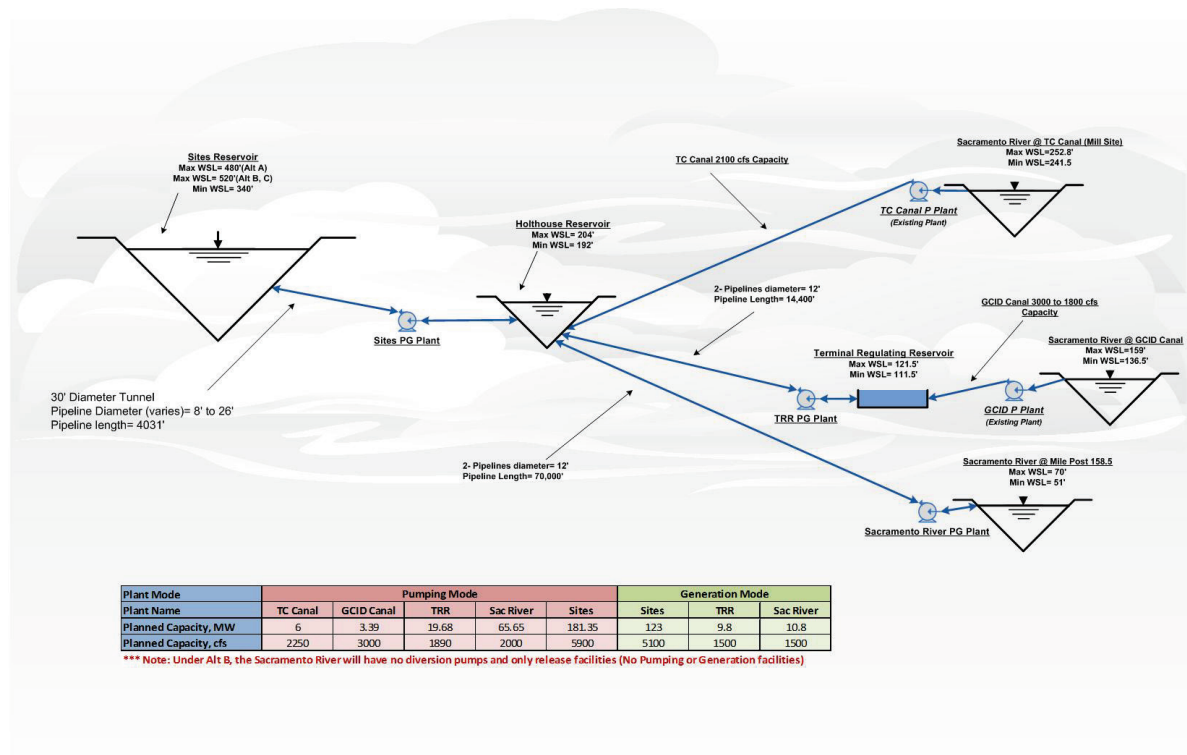 Sites Reservoir
Max WSL= 480'(Alt A)
Max WSL= 520'(Alt B, C)
Min WSL= 340'
Holthouse Reservoir
Max WSL= 204'
Min WSL= 192'
TC Canal 2100 cfs Capacity
Sacramento River @ TC Canal (Mill Site)
Max WSL=252.8'
Min WSL=241.5
TC Canal P Plant
(Existing Plant)
2- Pipelines diameter= 12'
Pipeline Length= 14,400'
GCID Canal 3000 to 1800 cfs
Capacity
Sites PG Plant
Terminal Regulating Reservoir
Max WSL= 121.5'
Min WSL= 111.5'
Sacramento River @ GCID Canal
Max WSL=159'
Min WSL=136.5'
TRR PG Plant
GCID P Plant
(Existing Plant)
30' Diameter Tunnel
Pipeline Diameter (varies)= 8' to 26'
Pipeline length= 4031'
2- Pipelines diameter= 12'
Pipeline Length= 70,000'
Sacramento River @ Mile Post 158.5
Max WSL= 70'
Min WSL= 51'
Sacramento River PG Plant
Plant Mode Pumping Mode Generation Mode
Plant Name TC Canal GCID Canal TRR Sac River Sites Sites TRR Sac River
Planned Capacity, MW 6 3.39 19.68 65.65 181.35 123 9.8 10.8
Planned Capacity, cfs 2250 3000 1890 2000 5900 5100 1500 1500
*** Note: Under Alt B, the Sacramento River will have no diversion pumps and only release facilities (No Pumping or Generation facilities)